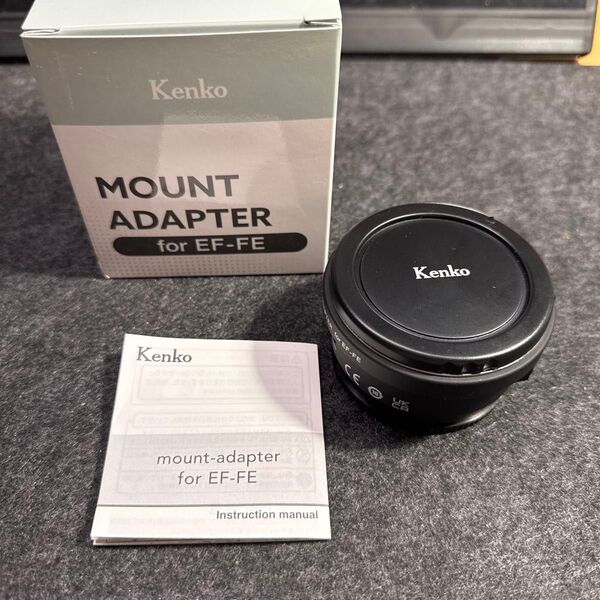 Kenko
MOUNT
ADAPTER
for EF-FE
Kenko
for EF-FE
CE
UK
CA
Kenko
mount-adapter
for EF-FE
Instruction manual